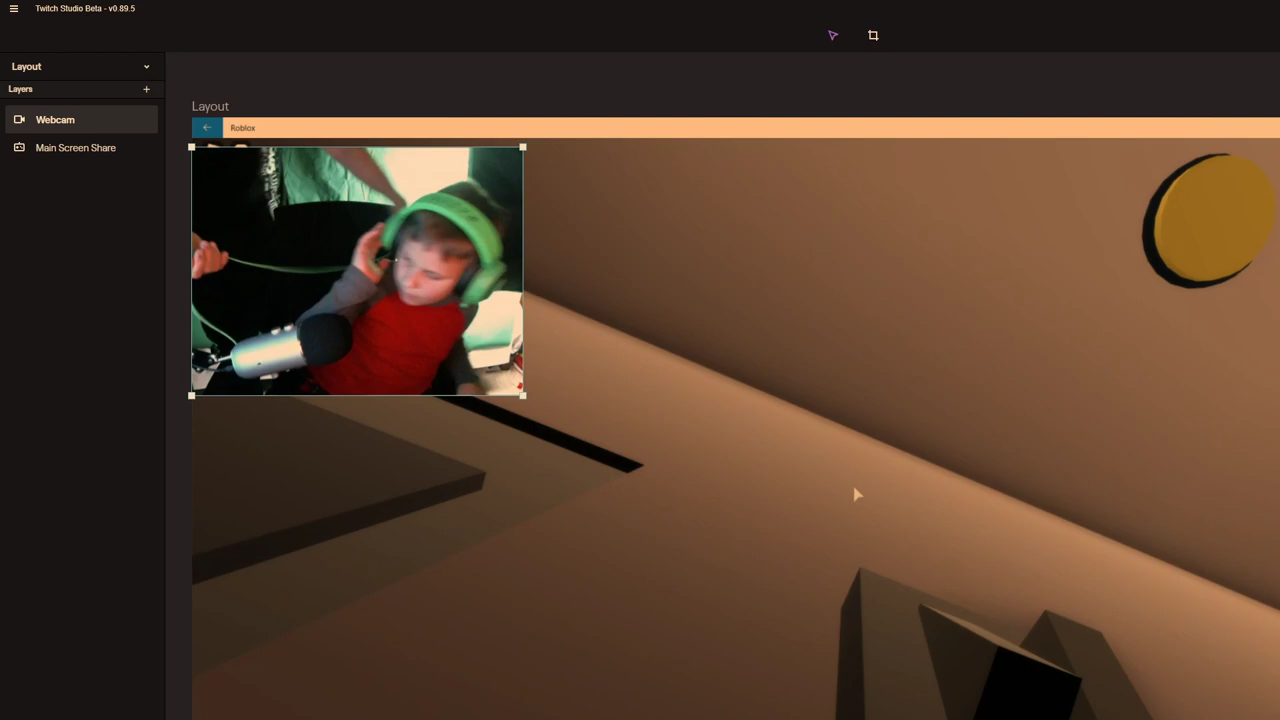 Twitch Studio Beta - v0.89.5
Layout
Layers
Webcam
Main Screen Share
Layout
Roblox